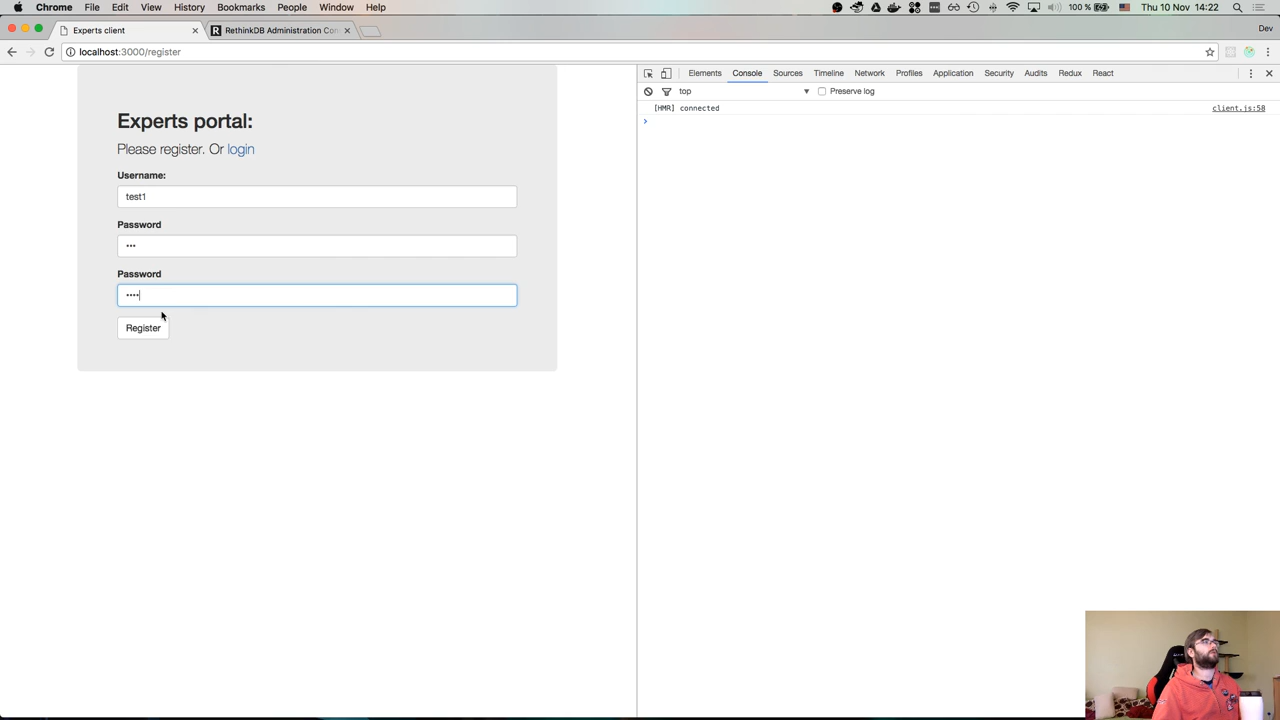 Chrome File Edit View History Bookmarks People Window Help 100 % Thu 10 Nov 14:22
Experts client RethinkDB Administration Con Dev
localhost:3000/register
Elements Console Sources Timeline Network Profiles Application Security Audits Redux React
top Preserve log
[HMR] connected client.js:58
Experts portal:
Please register. Or login
Username:
test1
Password
•••
Password
••••
Register